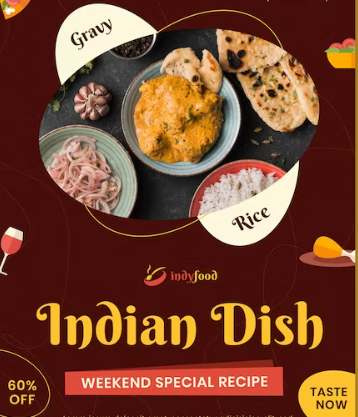 Gravy
Rice
indyfood
Indian Dish
WEEKEND SPECIAL RECIPE
60%
OFF
TASTE
NOW